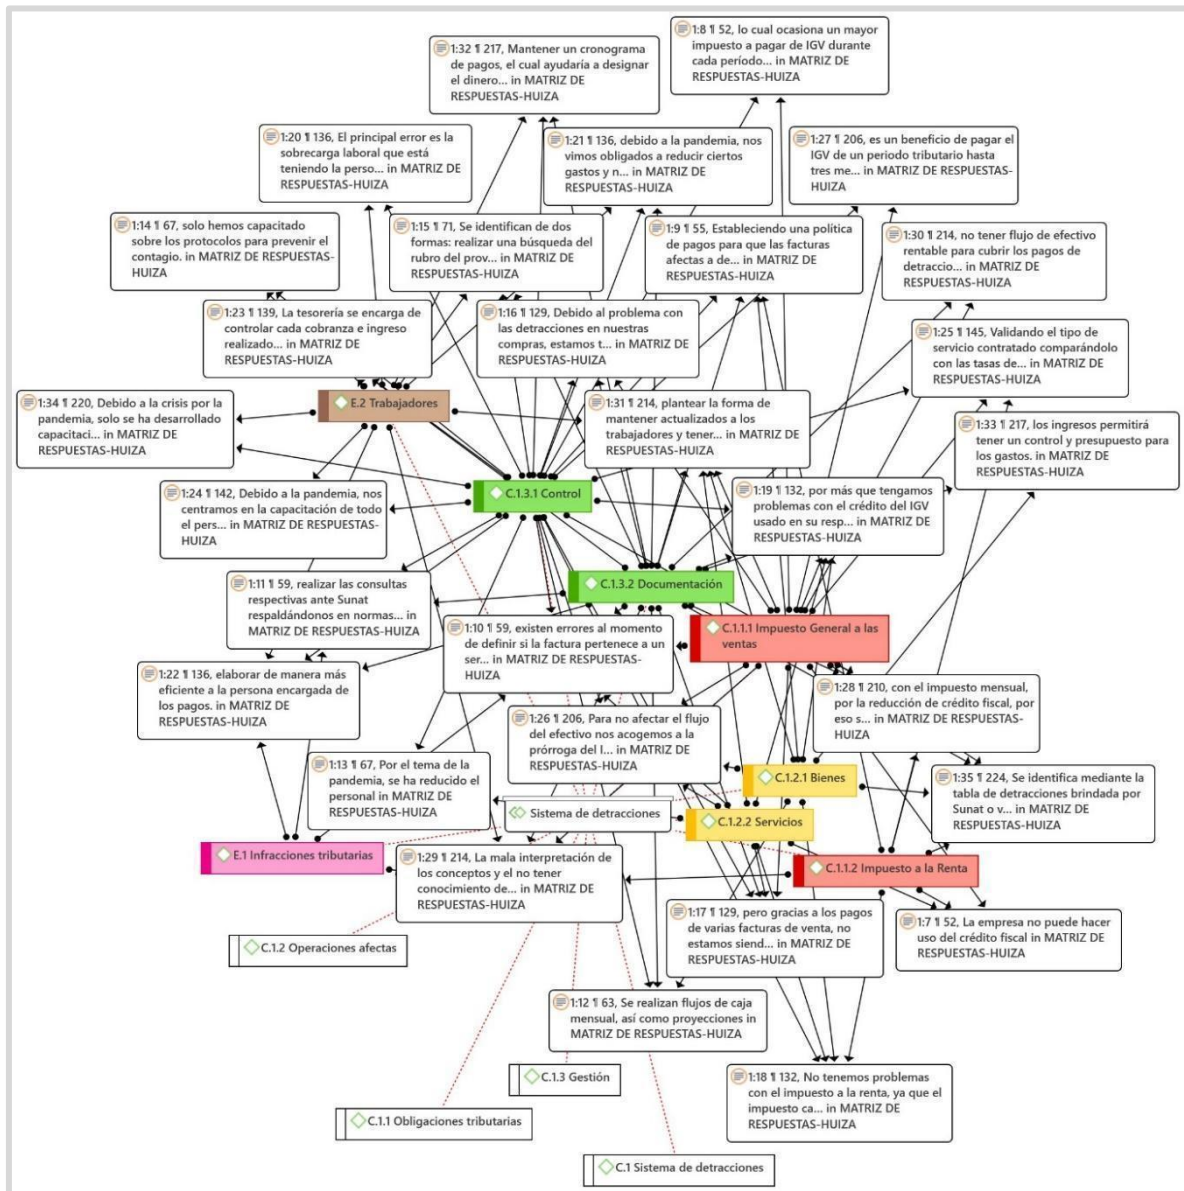 1:8 ¶ 52, lo cual ocasiona un mayor
impuesto a pagar de IGV durante
cada período... in MATRIZ DE
RESPUESTAS-HUIZA
1:32 ¶ 217, Mantener un cronograma
de pagos, el cual ayudaría a designar
el dinero... in MATRIZ DE
RESPUESTAS-HUIZA
1:20 ¶ 136, El principal error es la
sobrecarga laboral que está
teniendo la perso... in MATRIZ DE
RESPUESTAS-HUIZA
1:21 ¶ 136, debido a la pandemia, nos
vimos obligados a reducir ciertos
gastos y n... in MATRIZ DE
RESPUESTAS-HUIZA
1:27 ¶ 206, es un beneficio de pagar el
IGV de un periodo tributario hasta
tres me... in MATRIZ DE RESPUESTAS-
HUIZA
1:14 ¶ 67, solo hemos capacitado
sobre los protocolos para prevenir el
contagio. in MATRIZ DE RESPUESTAS-
HUIZA
1:15 ¶ 71, Se identifican de dos
formas: realizar una búsqueda del
rubro del prov... in MATRIZ DE
RESPUESTAS-HUIZA
1:9 ¶ 55, Estableciendo una política
de pagos para que las facturas
afectas a de... in MATRIZ DE
RESPUESTAS-HUIZA
1:30 ¶ 214, no tener flujo de efectivo
rentable para cubrir los pagos de
detraccio... in MATRIZ DE
RESPUESTAS-HUIZA
1:23 ¶ 139, La tesorería se encarga de
controlar cada cobranza e ingreso
realizado... in MATRIZ DE
RESPUESTAS-HUIZA
1:16 ¶ 129, Debido al problema con
las detracciones en nuestras
compras, estamos t... in MATRIZ DE
RESPUESTAS-HUIZA
1:25 ¶ 145, Validando el tipo de
servicio contratado comparándolo
con las tasas de... in MATRIZ DE
RESPUESTAS-HUIZA
1:34 ¶ 220, Debido a la crisis por la
pandemia, solo se ha desarrollado
capacitaci... in MATRIZ DE
RESPUESTAS-HUIZA
E.2 Trabajadores
1:31 ¶ 214, plantear la forma de
mantener actualizados a los
trabajadores y tener... in MATRIZ DE
RESPUESTAS-HUIZA
1:33 ¶ 217, los ingresos permitirá
tener un control y presupuesto para
los gastos. in MATRIZ DE
RESPUESTAS-HUIZA
1:24 ¶ 142, Debido a la pandemia, nos
centramos en la capacitación de todo
el pers... in MATRIZ DE RESPUESTAS-
HUIZA
C.1.3.1 Control
1:19 ¶ 132, por más que tengamos
problemas con el crédito del IGV
usado en su resp... in MATRIZ DE
RESPUESTAS-HUIZA
1:11 ¶ 59, realizar las consultas
respectivas ante Sunat
respaldándonos en normas... in
MATRIZ DE RESPUESTAS-HUIZA
C.1.3.2 Documentación
1:10 ¶ 59, existen errores al momento
de definir si la factura pertenece a un
ser... in MATRIZ DE RESPUESTAS-
HUIZA
C.1.1.1 Impuesto General a las
ventas
1:22 ¶ 136, elaborar de manera más
eficiente a la persona encargada de
los pagos. in MATRIZ DE
RESPUESTAS-HUIZA
1:28 ¶ 210, con el impuesto mensual,
por la reducción de crédito fiscal, por
eso s... in MATRIZ DE RESPUESTAS-
HUIZA
1:26 ¶ 206, Para no afectar el flujo
del efectivo nos acogemos a la
prórroga del I... in MATRIZ DE
RESPUESTAS-HUIZA
1:13 ¶ 67, Por el tema de la
pandemia, se ha reducido el
personal in MATRIZ DE
RESPUESTAS-HUIZA
C.1.2.1 Bienes
1:35 ¶ 224, Se identifica mediante la
tabla de detracciones brindada por
Sunat o v... in MATRIZ DE
RESPUESTAS-HUIZA
Sistema de detracciones
C.1.2.2 Servicios
E.1 Infracciones tributarias
1:29 ¶ 214, La mala interpretación de
los conceptos y el no tener
conocimiento de... in MATRIZ DE
RESPUESTAS-HUIZA
C.1.1.2 Impuesto a la Renta
1:17 ¶ 129, pero gracias a los pagos
de varias facturas de venta, no
estamos siend... in MATRIZ DE
RESPUESTAS-HUIZA
1:7 ¶ 52, La empresa no puede hacer
uso del crédito fiscal in MATRIZ DE
RESPUESTAS-HUIZA
C.1.2 Operaciones afectas
1:12 ¶ 63, Se realizan flujos de caja
mensual, así como proyecciones in
MATRIZ DE RESPUESTAS-HUIZA
C.1.3 Gestión
1:18 ¶ 132, No tenemos problemas
con el impuesto a la renta, ya que el
impuesto ca... in MATRIZ DE
RESPUESTAS-HUIZA
C.1.1 Obligaciones tributarias
C.1 Sistema de detracciones